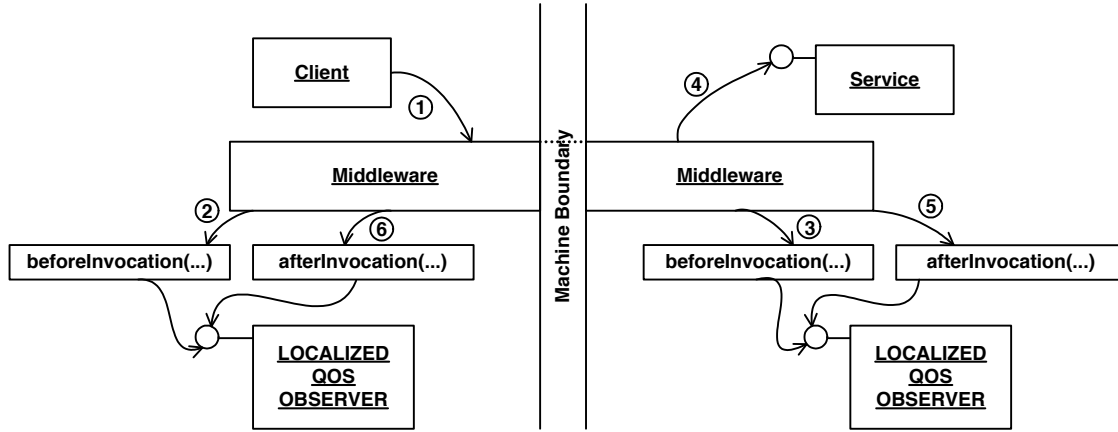 Client
①
④
Service
Middleware
Machine Boundary
Middleware
②
⑥
③
⑤
beforeInvocation(...)
afterInvocation(...)
beforeInvocation(...)
afterInvocation(...)
LOCALIZED
QOS
OBSERVER
LOCALIZED
QOS
OBSERVER